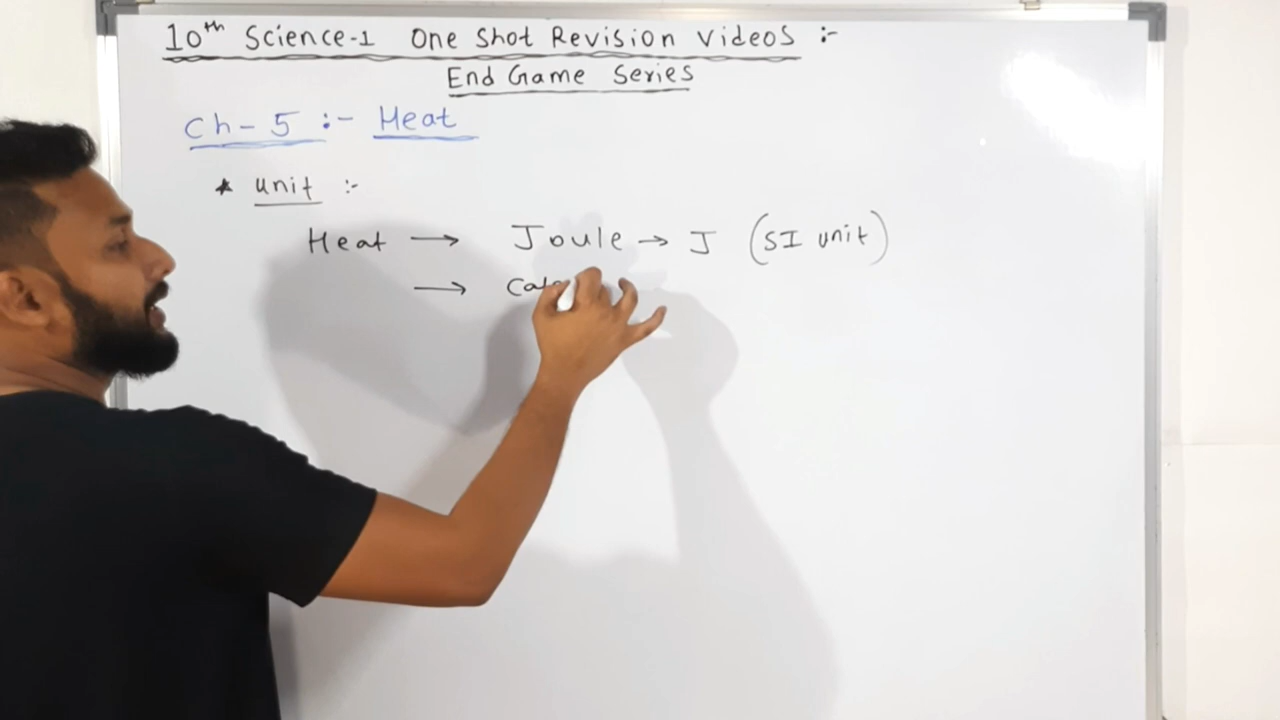 10th Science-1 One Shot Revision Videos :-
End Game Series
Ch-5 :- Heat
* unit :-
Heat → Joule → J (SI unit)
→